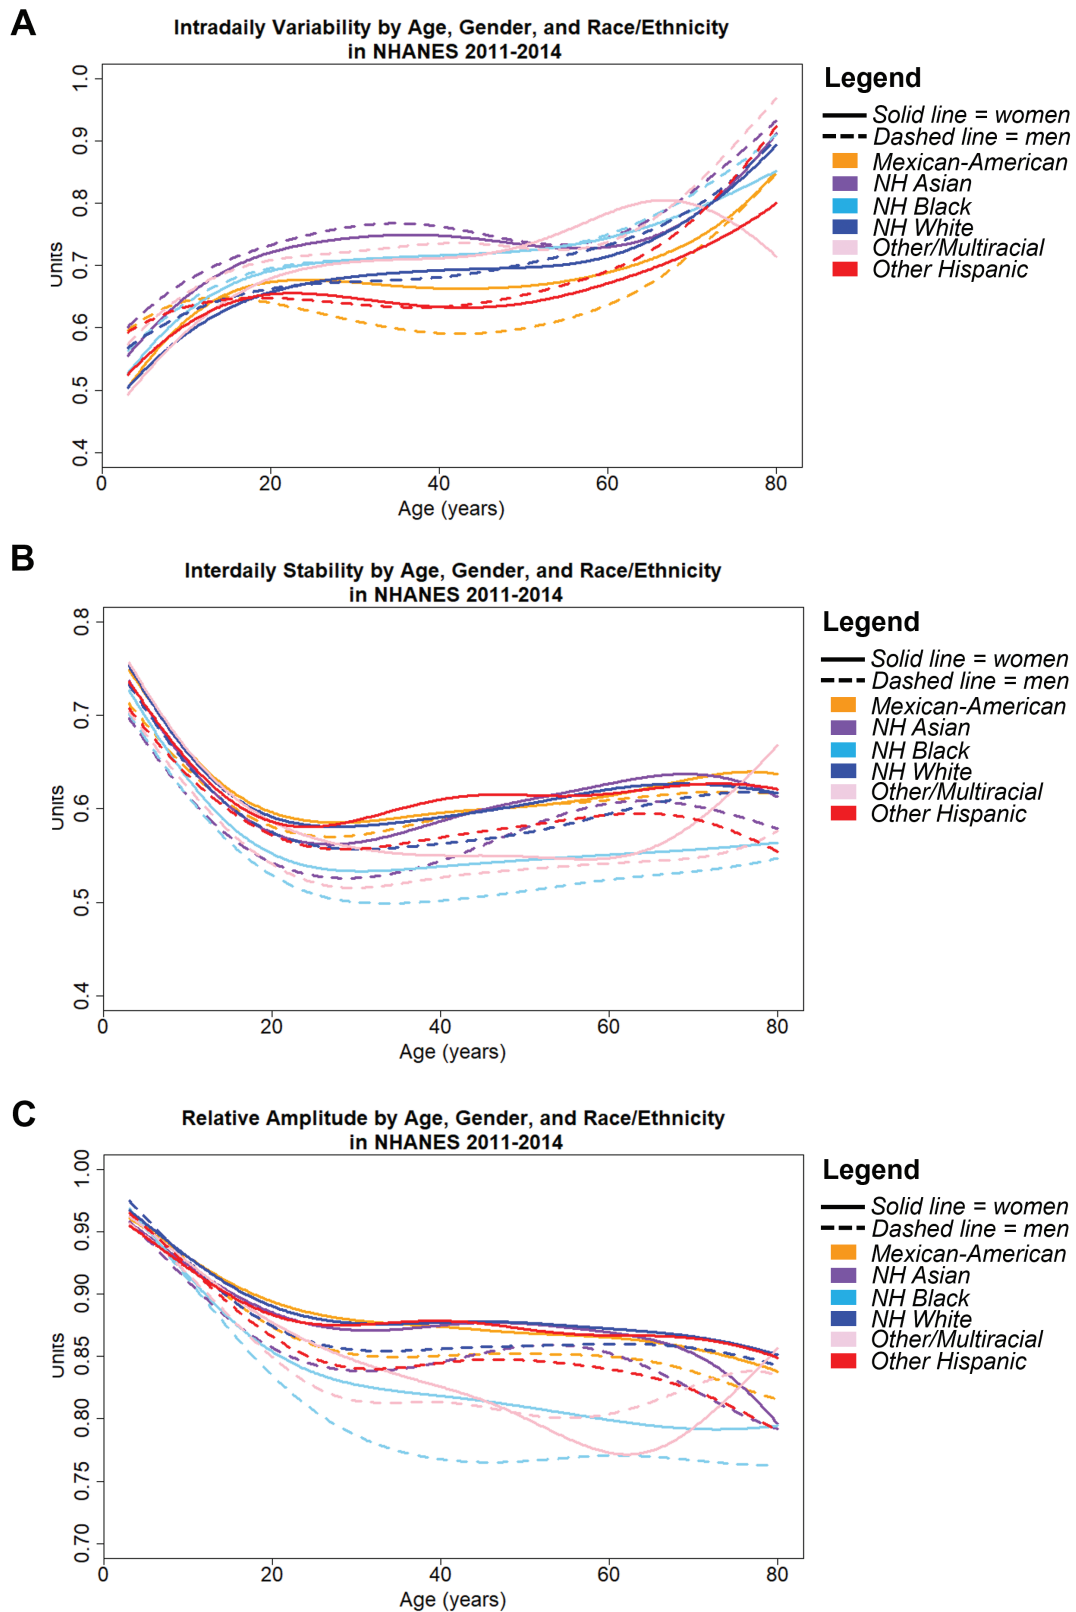 A
Intradaily Variability by Age, Gender, and Race/Ethnicity
in NHANES 2011-2014
Legend
Solid line = women
Dashed line = men
Mexican-American
NH Asian
NH Black
NH White
Other/Multiracial
Other Hispanic
Units
1.0
0.9
0.8
0.7
0.6
0.5
0.4
0 20 40 60 80
Age (years)
B
Interdaily Stability by Age, Gender, and Race/Ethnicity
in NHANES 2011-2014
Legend
Solid line = women
Dashed line = men
Mexican-American
NH Asian
NH Black
NH White
Other/Multiracial
Other Hispanic
Units
0.8
0.7
0.6
0.5
0.4
0 20 40 60 80
Age (years)
C
Relative Amplitude by Age, Gender, and Race/Ethnicity
in NHANES 2011-2014
Legend
Solid line = women
Dashed line = men
Mexican-American
NH Asian
NH Black
NH White
Other/Multiracial
Other Hispanic
Units
1.00
0.95
0.90
0.85
0.80
0.75
0.70
0 20 40 60 80
Age (years)